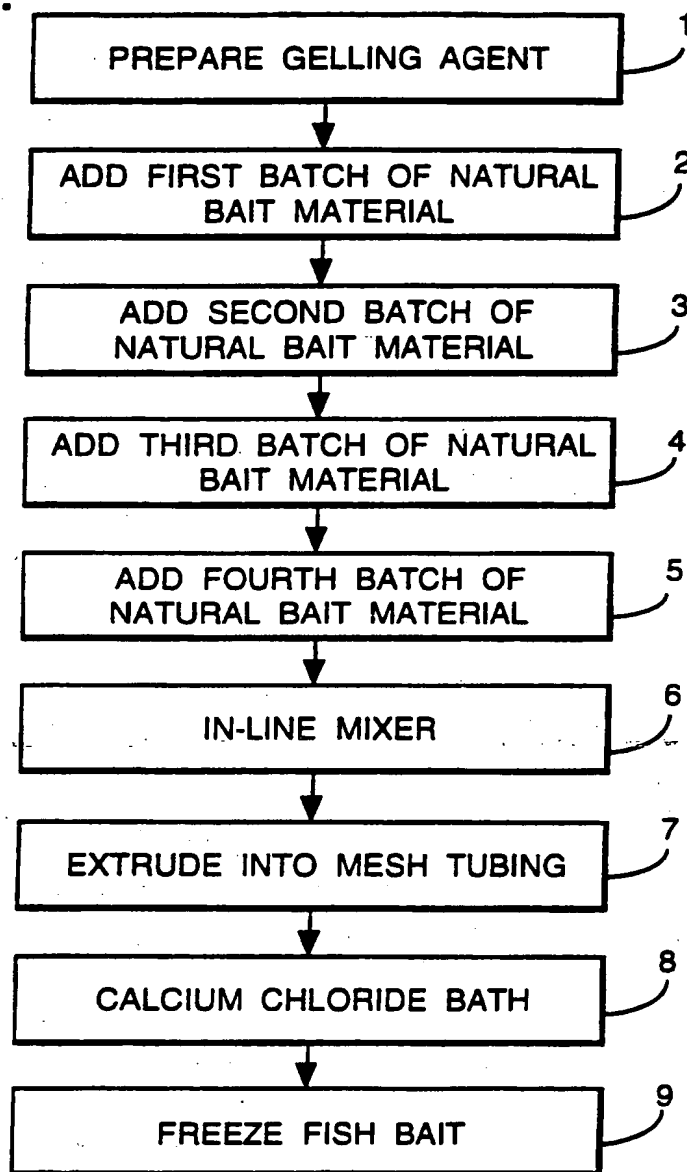 1
PREPARE GELLING AGENT
2
ADD FIRST BATCH OF NATURAL
BAIT MATERIAL
3
ADD SECOND BATCH OF
NATURAL BAIT MATERIAL
4
ADD THIRD BATCH OF NATURAL
BAIT MATERIAL
5
ADD FOURTH BATCH OF
NATURAL BAIT MATERIAL
6
IN-LINE MIXER
7
EXTRUDE INTO MESH TUBING
8
CALCIUM CHLORIDE BATH
9
FREEZE FISH BAIT